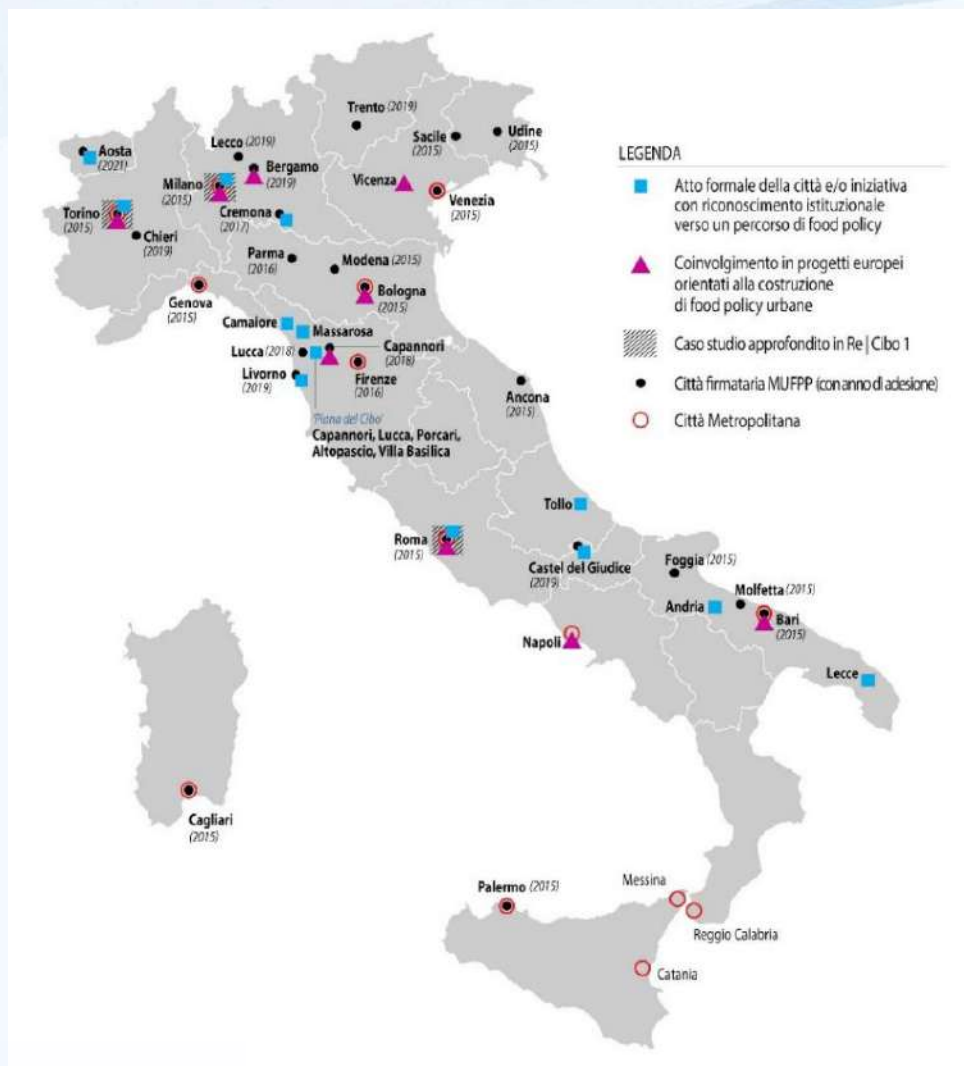 Trento (2019)
Sacile
(2015)
Udine
(2015)
Aosta
(2021)
Lecco (2019)
Bergamo
(2019)
Milano
(2015)
Vicenza
Venezia
(2015)
Torino
(2015)
Cremona
(2017)
Chieri
(2019)
Parma
(2016)
Modena (2015)
Genova
(2015)
Bologna
(2015)
Camaiore
Massarosa
Capannori
(2018)
Lucca (2018)
Livorno
(2019)
Firenze
(2016)
Ancona
(2015)
'Piana del Cibo'
Capannori, Lucca, Porcari,
Altopascio, Villa Basilica
Tollo
Roma
(2015)
Castel del Giudice
(2019)
Foggia (2015)
Molfetta (2015)
Andria
Bari
(2015)
Napoli
Lecce
Cagliari
(2015)
Palermo (2015)
Messina
Reggio Calabria
Catania
LEGENDA
Atto formale della città e/o iniziativa
con riconoscimento istituzionale
verso un percorso di food policy
Coinvolgimento in progetti europei
orientati alla costruzione
di food policy urbane
Caso studio approfondito in Re|Cibo 1
Città firmataria MUFPP (con anno di adesione)
Città Metropolitana